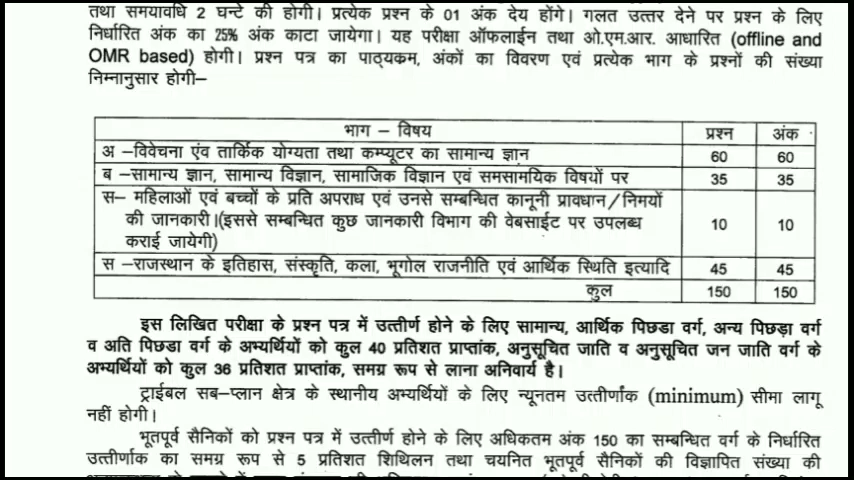 तथा समयावधि 2 घन्टे की होगी। प्रत्येक प्रश्न के 01 अंक देय होंगे। गलत उत्तर देने पर प्रश्न के लिए
निर्धारित अंक का 25% अंक काटा जायेगा। यह परीक्षा ऑफलाईन तथा ओ.एम.आर. आधारित (offline and
OMR based) होगी। प्रश्न पत्र का पाठ्यकम, अंकों का विवरण एवं प्रत्येक भाग के प्रश्नों की संख्या
निम्नानुसार होगी–
भाग – विषय प्रश्न अंक
अ –विवेचना एंव तार्किक योग्यता तथा कम्प्यूटर का सामान्य ज्ञान 60 60
ब –सामान्य ज्ञान, सामान्य विज्ञान, सामाजिक विज्ञान एवं समसामयिक विषयों पर 35 35
स– महिलाओं एवं बच्चों के प्रति अपराध एवं उनसे सम्बन्धित कानूनी प्रावधान/निमयों
की जानकारी।(इससे सम्बन्धित कुछ जानकारी विभाग की वेबसाईट पर उपलब्ध 10 10
कराई जायेगी)
स –राजस्थान के इतिहास, संस्कृति, कला, भूगोल राजनीति एवं आर्थिक स्थिति इत्यादि 45 45
कुल 150 150
इस लिखित परीक्षा के प्रश्न पत्र में उत्तीर्ण होने के लिए सामान्य, आर्थिक पिछडा वर्ग, अन्य पिछड़ा वर्ग
व अति पिछडा वर्ग के अभ्यर्थियों को कुल 40 प्रतिशत प्राप्तांक, अनुसूचित जाति व अनुसूचित जन जाति वर्ग के
अभ्यर्थियों को कुल 36 प्रतिशत प्राप्तांक, समग्र रूप से लाना अनिवार्य है।
ट्राईबल सब–प्लान क्षेत्र के स्थानीय अभ्यर्थियों के लिए न्यूनतम उत्तीर्णांक (minimum) सीमा लागू
नहीं होगी।
भूतपूर्व सैनिकों को प्रश्न पत्र में उत्तीर्ण होने के लिए अधिकतम अंक 150 का सम्बन्धित वर्ग के निर्धारित
उत्तीर्णाक का समग्र रूप से 5 प्रतिशत शिथिलन तथा चयनित भूतपूर्व सैनिकों की विज्ञापित संख्या की